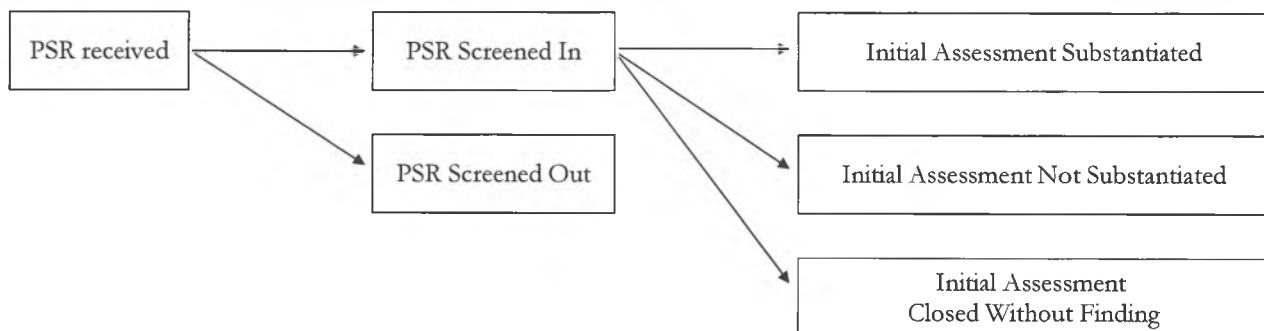 PSR received
PSR Screened In
Initial Assessment Substantiated
PSR Screened Out
Initial Assessment Not Substantiated
Initial Assessment
Closed Without Finding